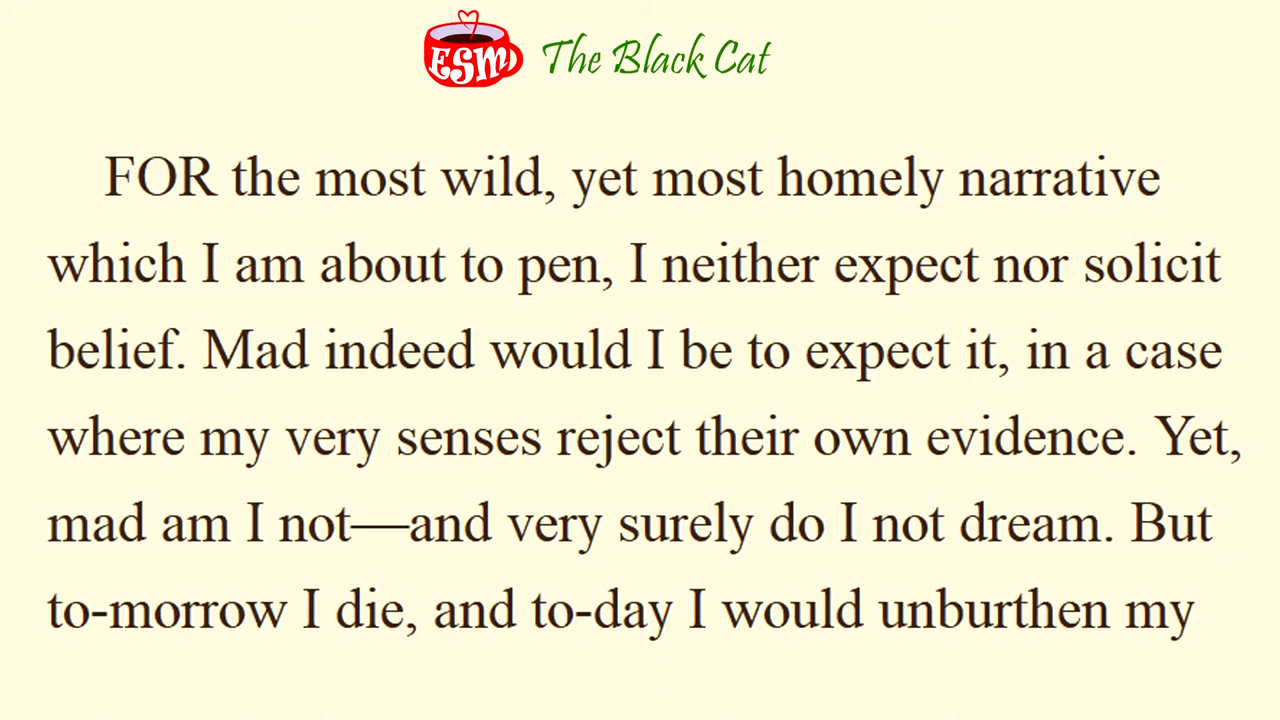 ESM The Black Cat
FOR the most wild, yet most homely narrative
which I am about to pen, I neither expect nor solicit
belief. Mad indeed would I be to expect it, in a case
where my very senses reject their own evidence. Yet,
mad am I not—and very surely do I not dream. But
to-morrow I die, and to-day I would unburthen my